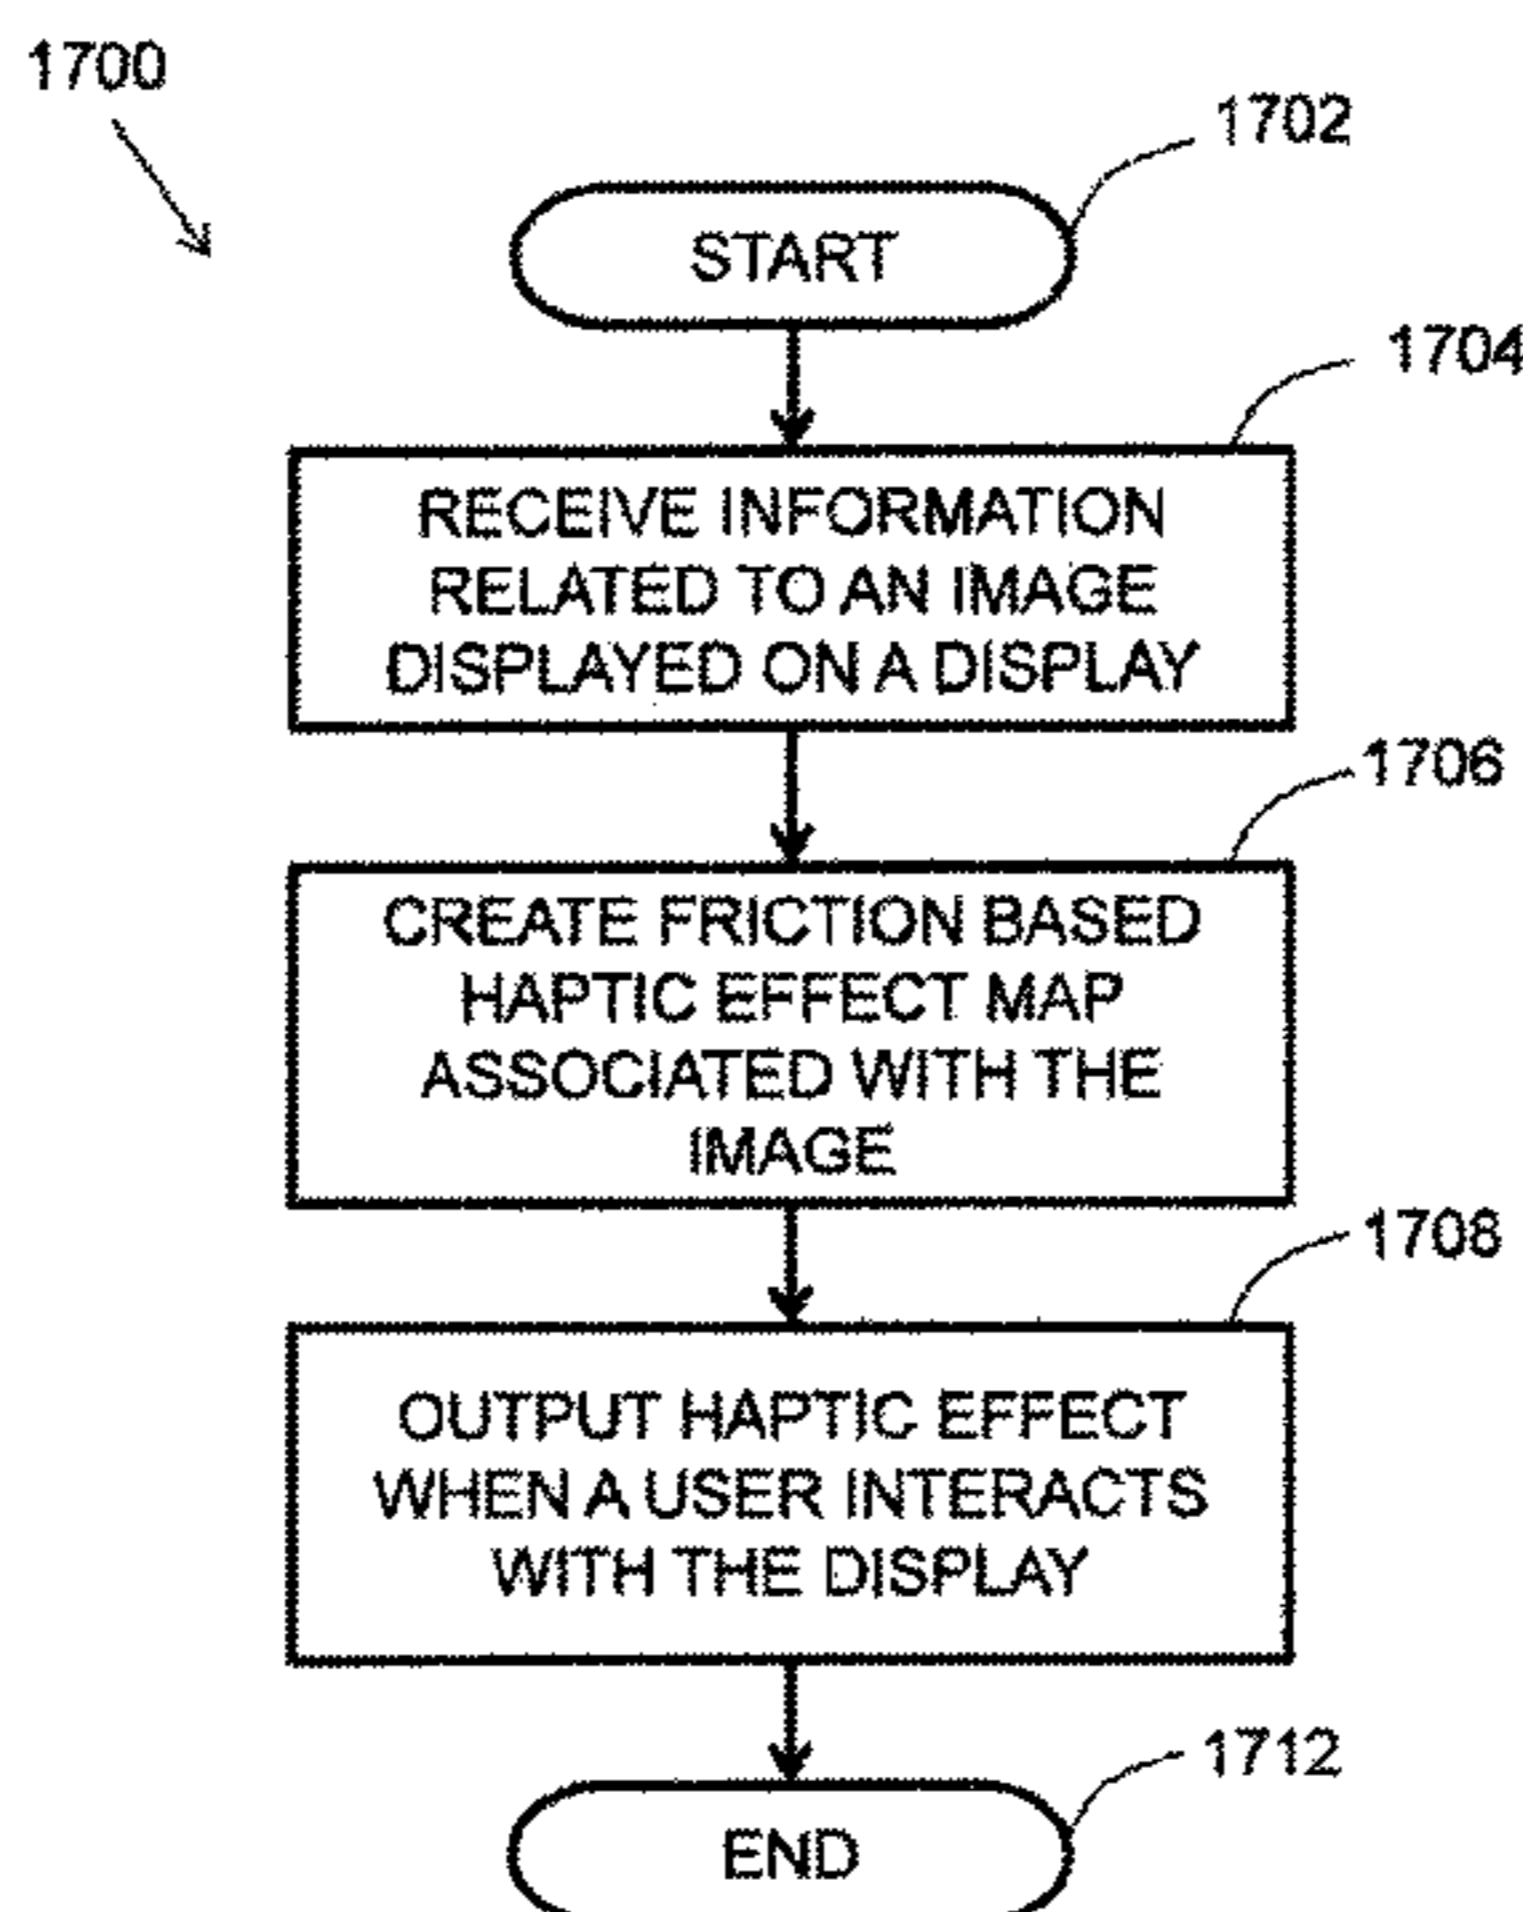 1700
1702
START
1704
RECEIVE INFORMATION
RELATED TO AN IMAGE
DISPLAYED ON A DISPLAY
1706
CREATE FRICTION BASED
HAPTIC EFFECT MAP
ASSOCIATED WITH THE
IMAGE
1708
OUTPUT HAPTIC EFFECT
WHEN A USER INTERACTS
WITH THE DISPLAY
1712
END